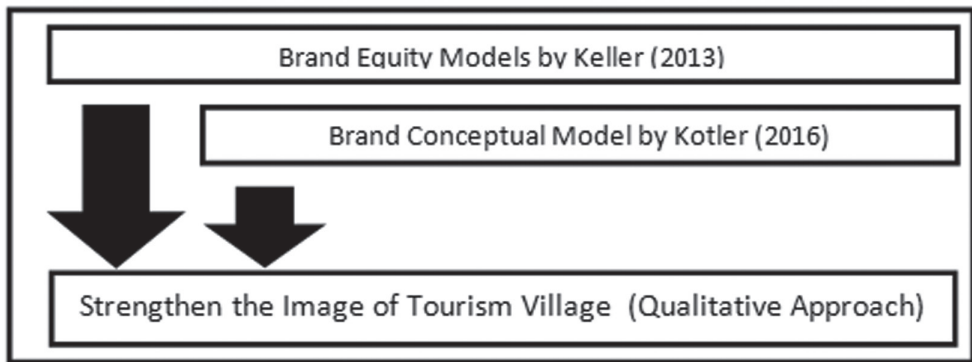 Brand Equity Models by Keller (2013)
Brand Conceptual Model by Kotler (2016)
Strengthen the Image of Tourism Village (Qualitative Approach)